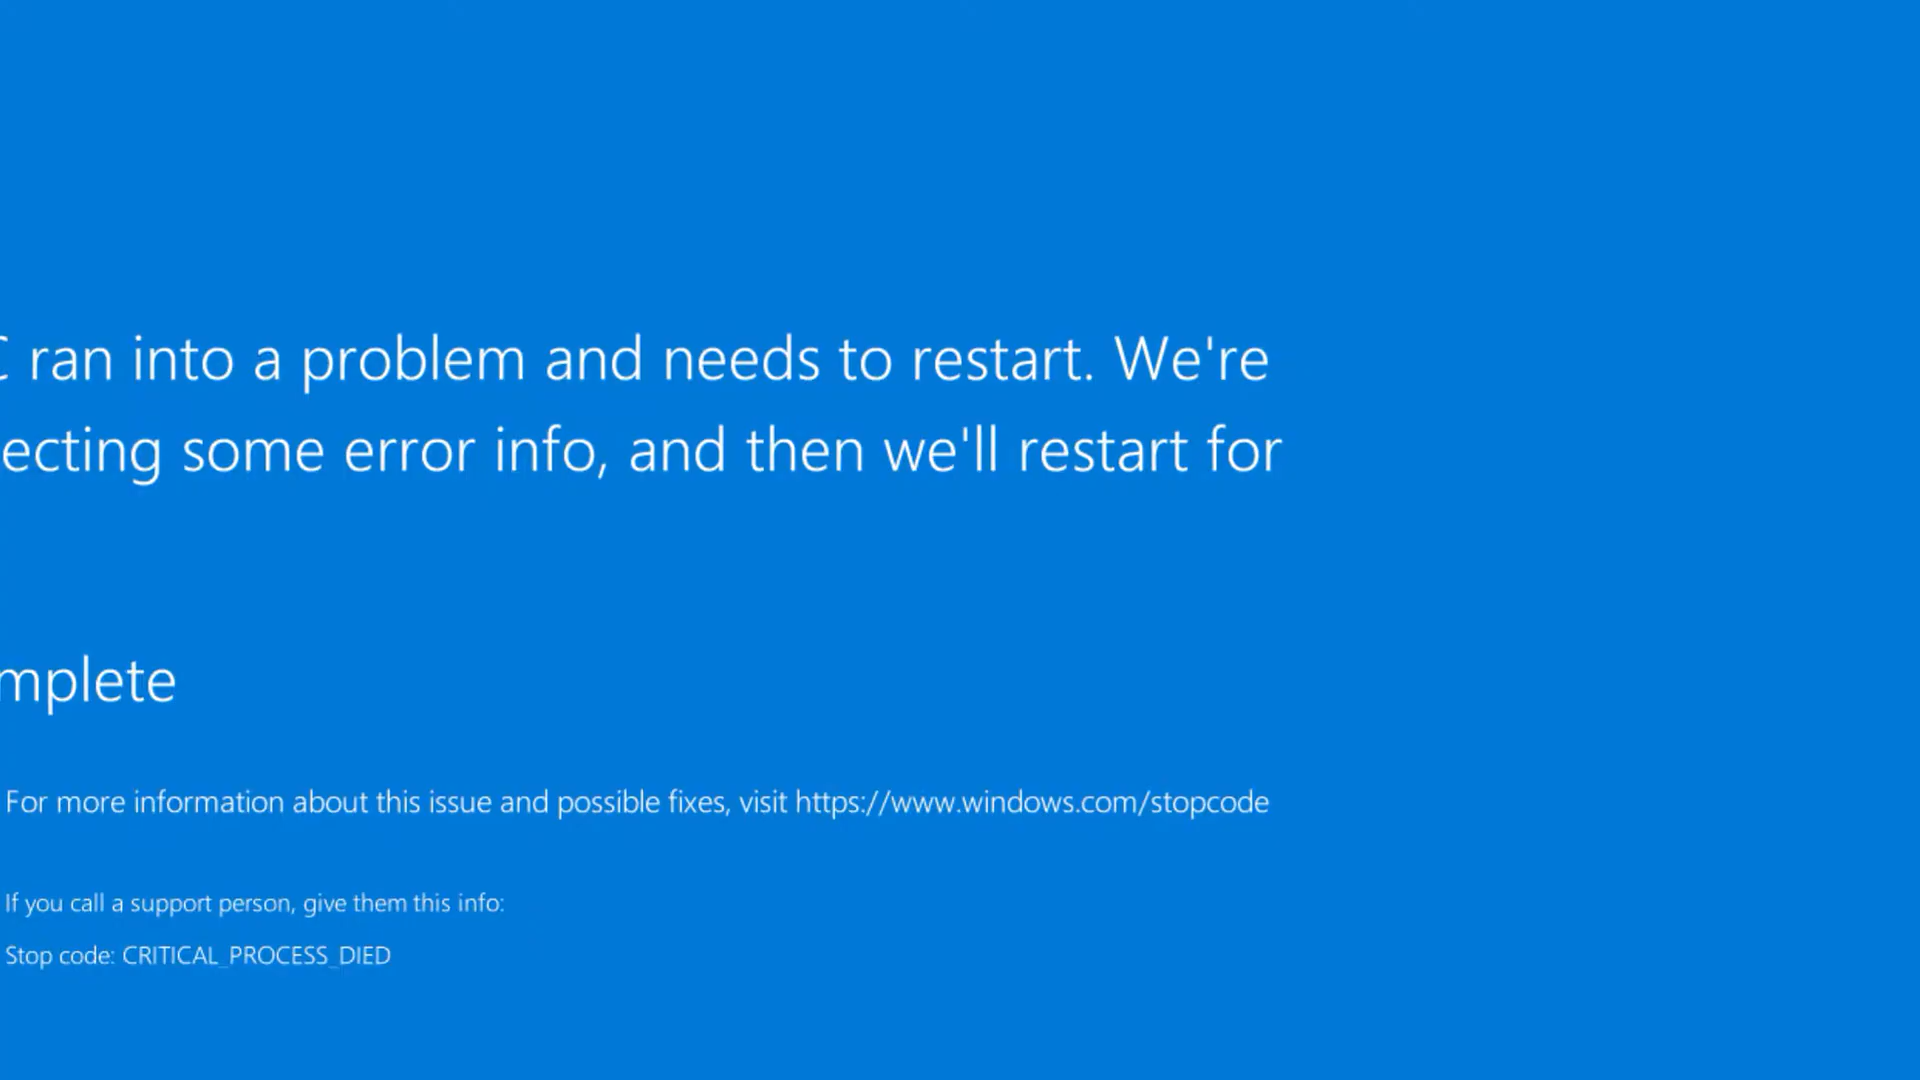 C ran into a problem and needs to restart. We're
ecting some error info, and then we'll restart for
mplete
For more information about this issue and possible fixes, visit https://www.windows.com/stopcode
If you call a support person, give them this info:
Stop code: CRITICAL_PROCESS_DIED